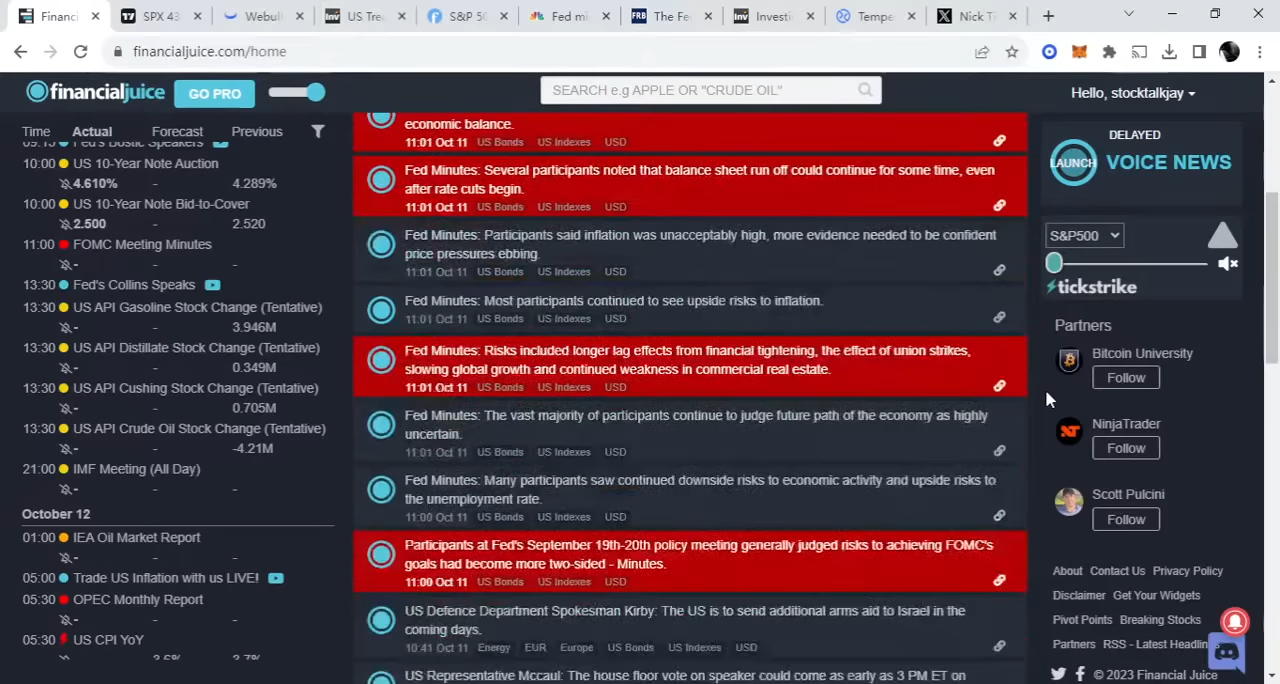 Financi
SPX 43
Webull
US Trea
S&P 50
Fed mi
The Fe
Investi
Tempe
Nick Ti
financialjuice.com/home
financialjuice
GO PRO
SEARCH e.g APPLE OR "CRUDE OIL"
Hello, stocktalkjay
Time Actual Forecast Previous
09:15 Fed's Bostic Speakers
10:00 US 10-Year Note Auction
4.610% - 4.289%
10:00 US 10-Year Note Bid-to-Cover
2.500 - 2.520
11:00 FOMC Meeting Minutes
- - -
13:30 Fed's Collins Speaks
13:30 US API Gasoline Stock Change (Tentative)
- - 3.946M
13:30 US API Distillate Stock Change (Tentative)
- - 0.349M
13:30 US API Cushing Stock Change (Tentative)
- - 0.705M
13:30 US API Crude Oil Stock Change (Tentative)
- - -4.21M
21:00 IMF Meeting (All Day)
- - -
October 12
01:00 IEA Oil Market Report
- - -
05:00 Trade US Inflation with us LIVE!
05:30 OPEC Monthly Report
- - -
05:30 US CPI YoY
3.6% 3.7%
economic balance.
11:01 Oct 11 US Bonds US Indexes USD
Fed Minutes: Several participants noted that balance sheet run off could continue for some time, even
after rate cuts begin.
11:01 Oct 11 US Bonds US Indexes USD
Fed Minutes: Participants said inflation was unacceptably high, more evidence needed to be confident
price pressures ebbing.
11:01 Oct 11 US Bonds US Indexes USD
Fed Minutes: Most participants continued to see upside risks to inflation.
11:01 Oct 11 US Bonds US Indexes USD
Fed Minutes: Risks included longer lag effects from financial tightening, the effect of union strikes,
slowing global growth and continued weakness in commercial real estate.
11:01 Oct 11 US Bonds US Indexes USD
Fed Minutes: The vast majority of participants continue to judge future path of the economy as highly
uncertain.
11:01 Oct 11 US Bonds US Indexes USD
Fed Minutes: Many participants saw continued downside risks to economic activity and upside risks to
the unemployment rate.
11:00 Oct 11 US Bonds US Indexes USD
Participants at Fed's September 19th-20th policy meeting generally judged risks to achieving FOMC's
goals had become more two-sided - Minutes.
11:00 Oct 11 US Bonds US Indexes USD
US Defence Department Spokesman Kirby: The US is to send additional arms aid to Israel in the
coming days.
10:41 Oct 11 Energy EUR Europe US Bonds US Indexes USD
US Representative Mccaul: The house floor vote on speaker could come as early as 3 PM ET on
DELAYED
LAUNCH VOICE NEWS
S&P500
tickstrike
Partners
Bitcoin University
Follow
NinjaTrader
Follow
Scott Pulcini
Follow
About Contact Us Privacy Policy
Disclaimer Get Your Widgets
Pivot Points Breaking Stocks
Partners RSS - Latest Headlin
© 2023 Financial Juice